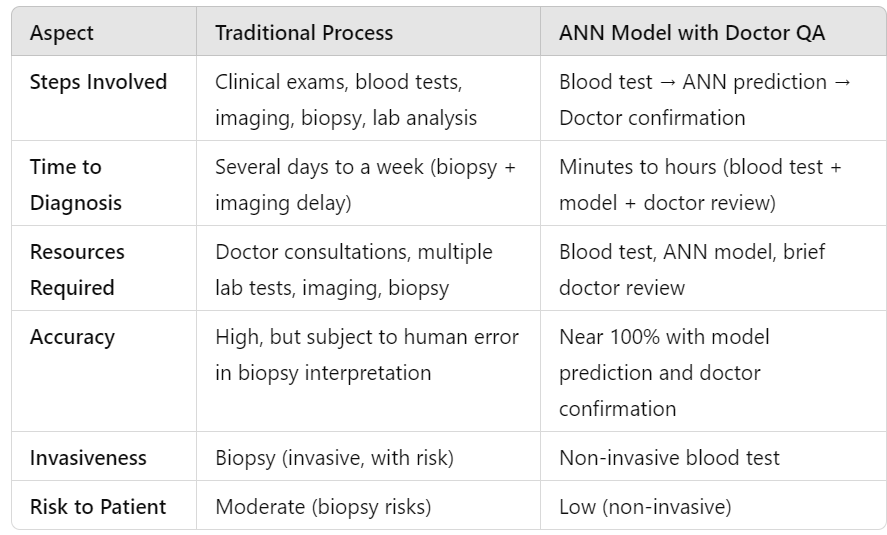 Aspect Traditional Process ANN Model with Doctor QA
Steps Involved Clinical exams, blood tests, Blood test → ANN prediction →
imaging, biopsy, lab analysis Doctor confirmation
Time to Several days to a week (biopsy + Minutes to hours (blood test +
Diagnosis imaging delay) model + doctor review)
Resources Doctor consultations, multiple Blood test, ANN model, brief
Required lab tests, imaging, biopsy doctor review
Accuracy High, but subject to human error Near 100% with model
in biopsy interpretation prediction and doctor
confirmation
Invasiveness Biopsy (invasive, with risk) Non-invasive blood test
Risk to Patient Moderate (biopsy risks) Low (non-invasive)